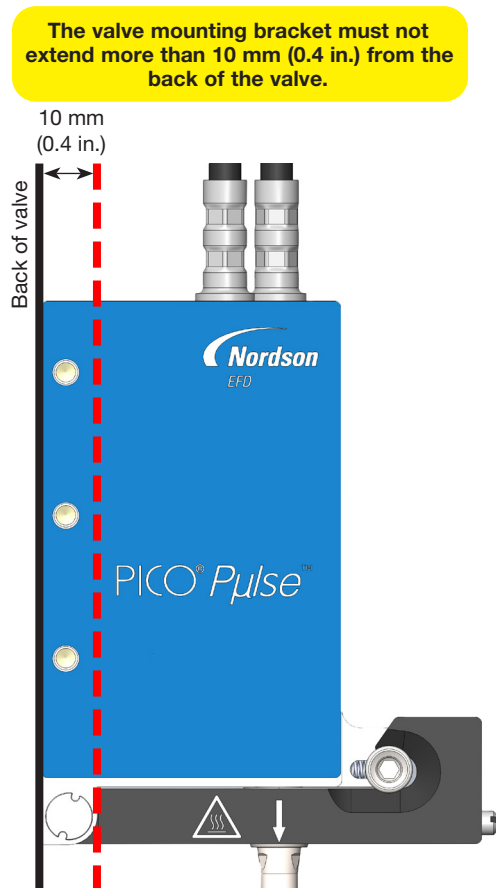 The valve mounting bracket must not
extend more than 10 mm (0.4 in.) from the
back of the valve.
10 mm
(0.4 in.)
Back of valve
Nordson
EFD
PICO® Pµlse™